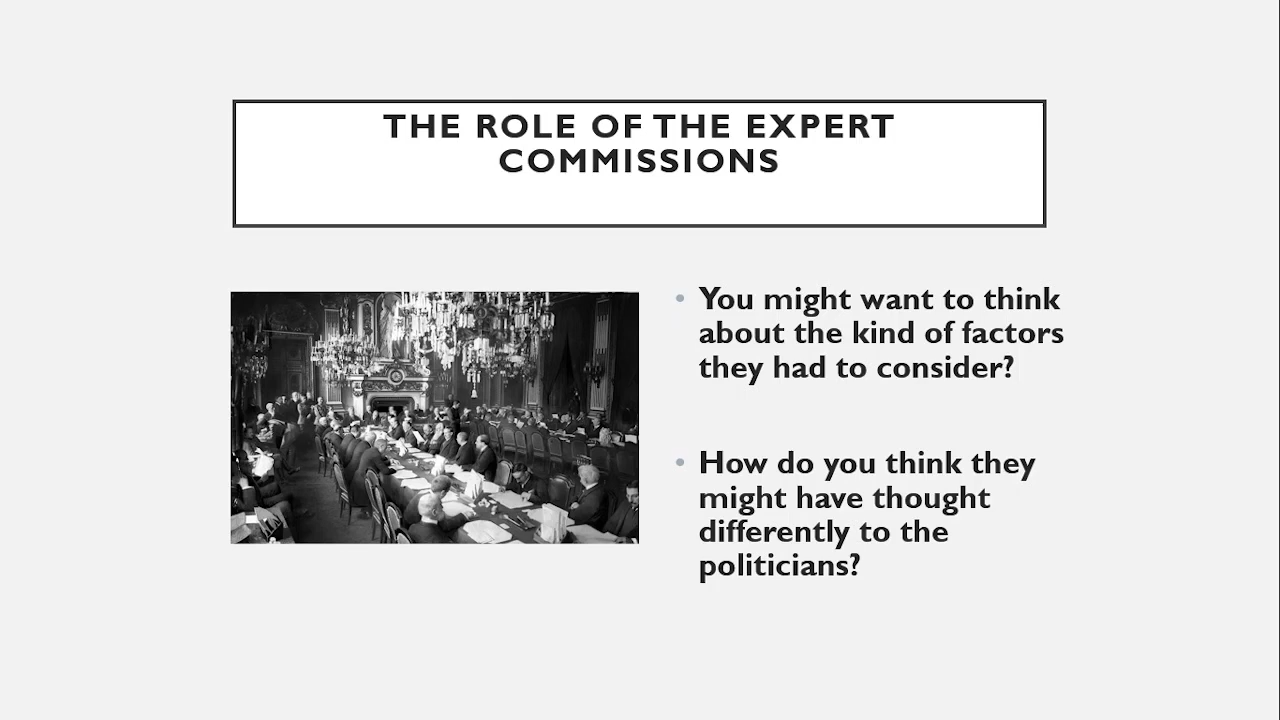 THE ROLE OF THE EXPERT
COMMISSIONS
• You might want to think
about the kind of factors
they had to consider?
• How do you think they
might have thought
differently to the
politicians?